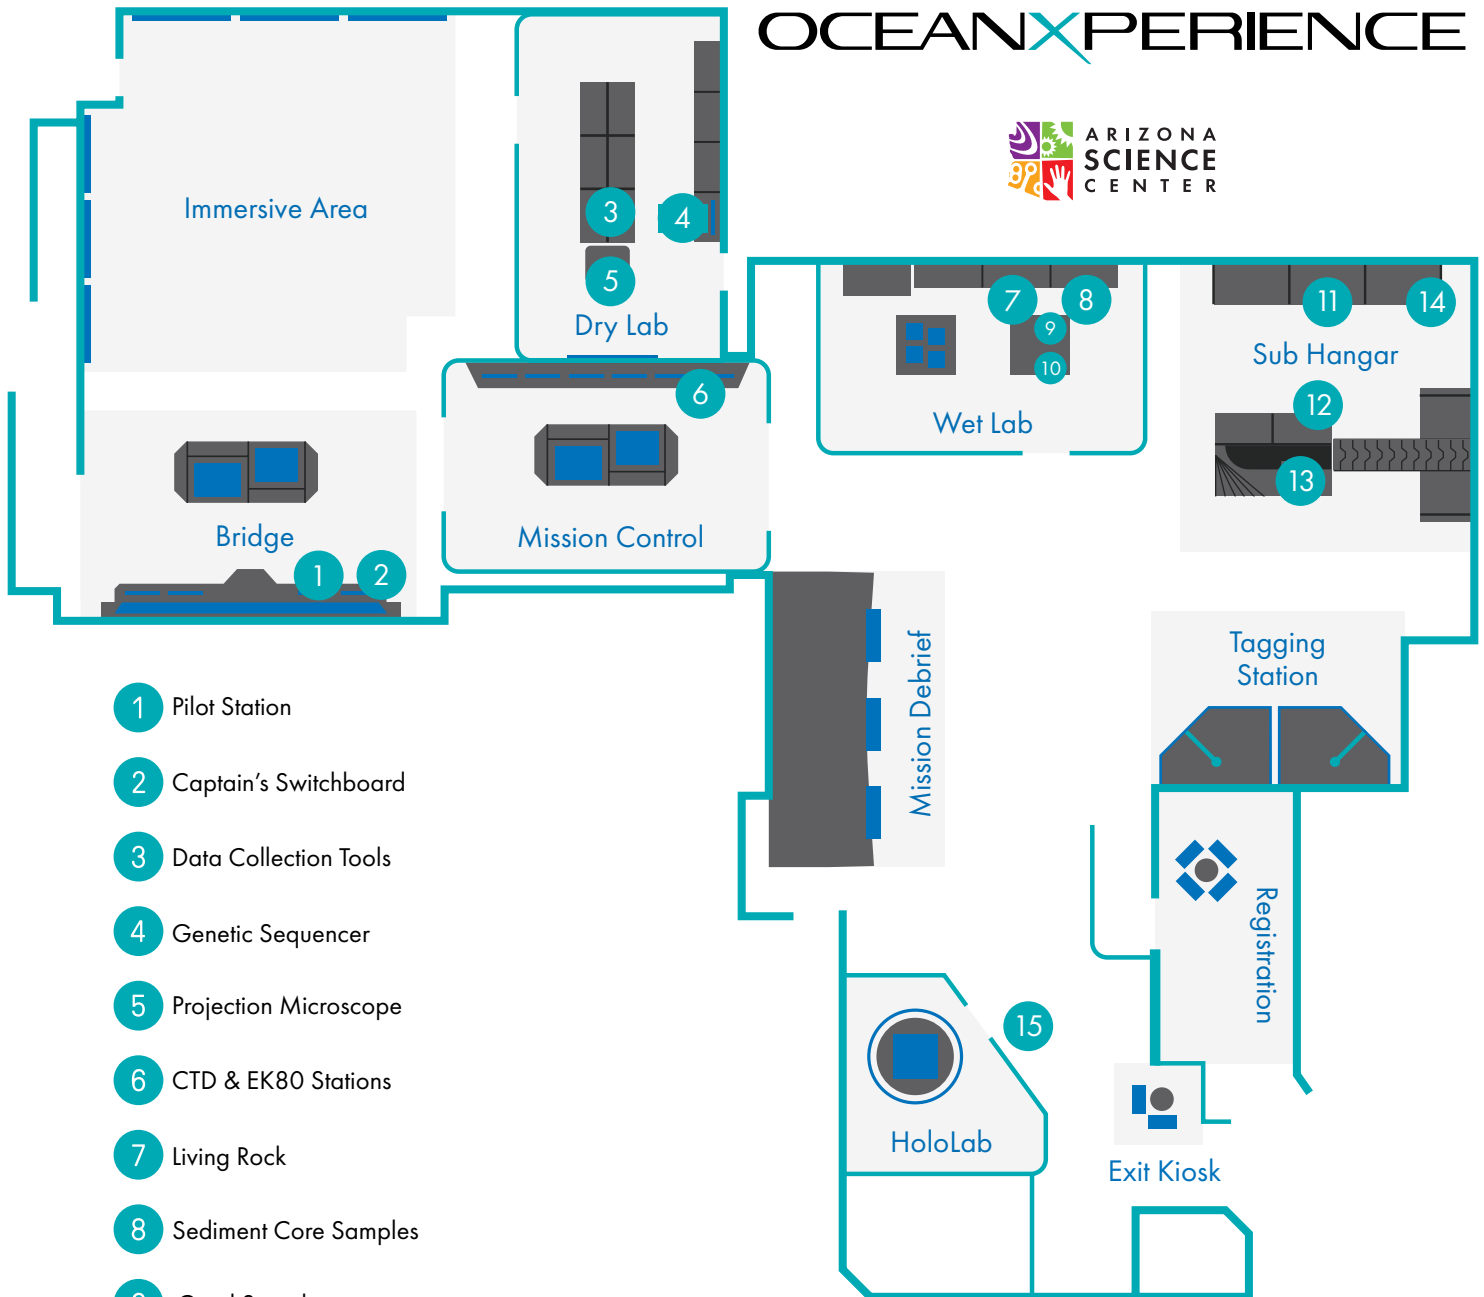 OCEANXPERIENCE
ARIZONA
SCIENCE
CENTER
Immersive Area
3
4
5
Dry Lab
7
8
9
10
Wet Lab
11
14
Sub Hangar
12
13
6
Mission Control
Bridge
1
2
Mission Debrief
Tagging
Station
Registration
15
HoloLab
Exit Kiosk
1 Pilot Station
2 Captain's Switchboard
3 Data Collection Tools
4 Genetic Sequencer
5 Projection Microscope
6 CTD & EK80 Stations
7 Living Rock
8 Sediment Core Samples